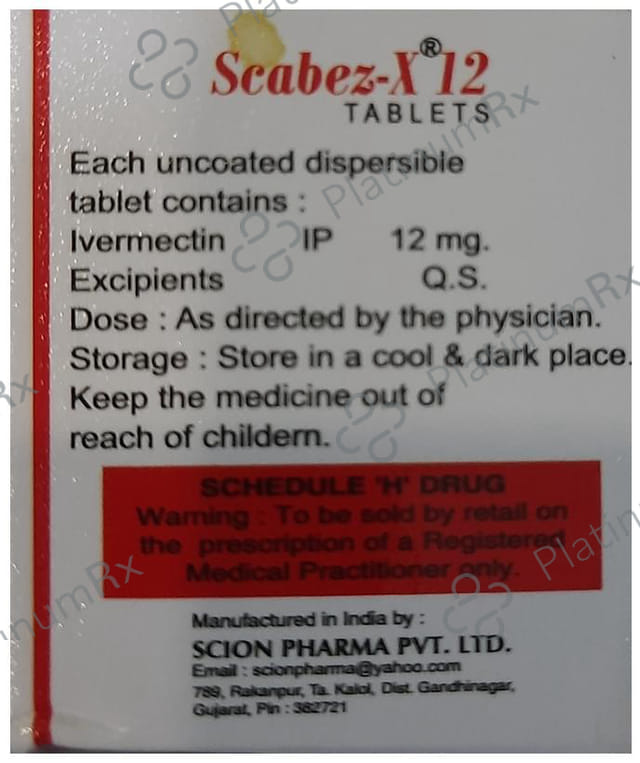 Scabez-X® 12
TABLETS
Each uncoated dispersible
tablet contains :
Ivermectin IP 12 mg.
Excipients Q.S.
Dose : As directed by the physician.
Storage : Store in a cool & dark place.
Keep the medicine out of
reach of childern.
SCHEDULE 'H' DRUG
Warning : To be sold by retail on
the prescription of a Registered
Medical Practitioner only.
Manufactured in India by :
SCION PHARMA PVT. LTD.
Email : scionpharma@yahoo.com
789, Rakanpur, Ta. Kalol, Dist. Gandhinagar,
Gujarat, Pin : 382721
PlatinumRx
PlatinumRx
PlatinumRx